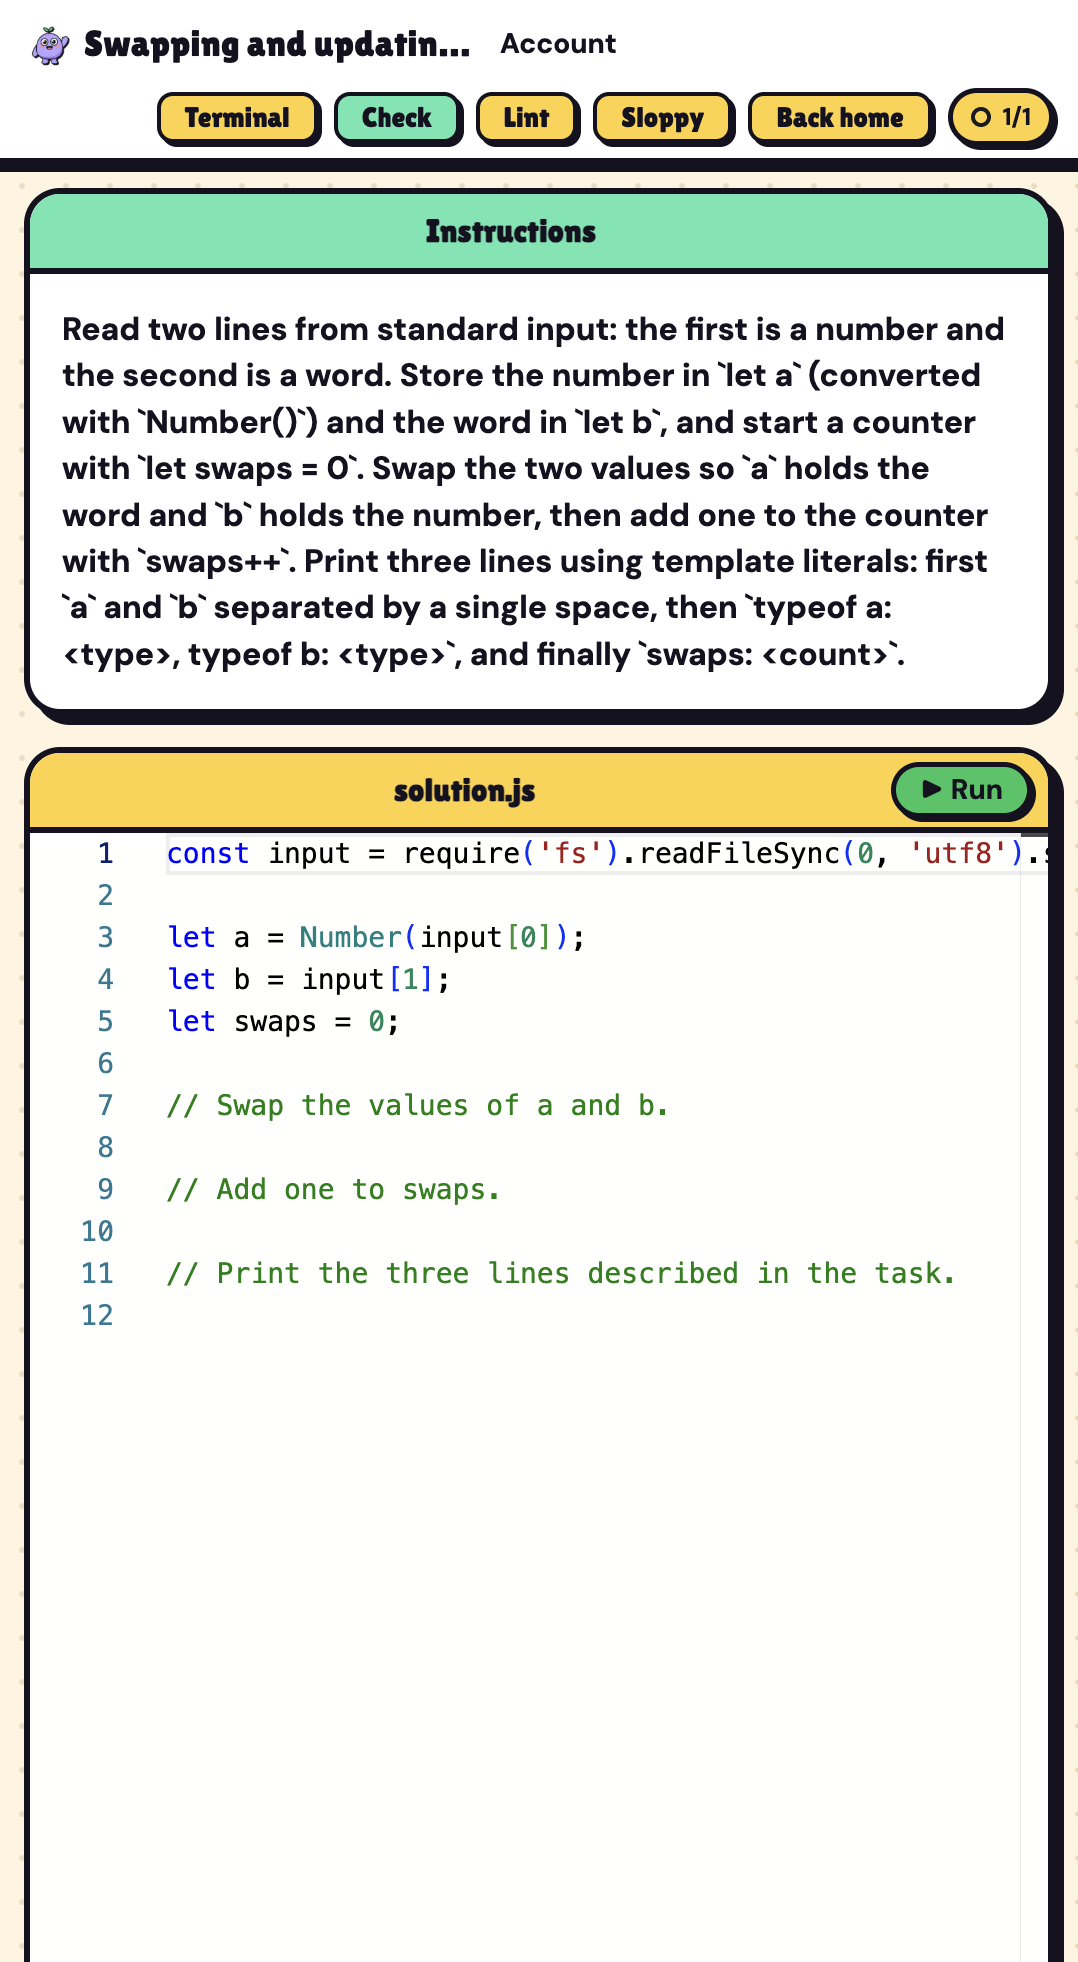 Swapping and updatin... Account
Terminal Check Lint Sloppy Back home 1/1
Instructions
Read two lines from standard input: the first is a number and
the second is a word. Store the number in `let a` (converted
with `Number()`) and the word in `let b`, and start a counter
with `let swaps = 0`. Swap the two values so `a` holds the
word and `b` holds the number, then add one to the counter
with `swaps++`. Print three lines using template literals: first
`a` and `b` separated by a single space, then `typeof a:
<type>, typeof b: <type>`, and finally `swaps: <count>`.
solution.js Run
1 const input = require('fs').readFileSync(0, 'utf8').s
2
3 let a = Number(input[0]);
4 let b = input[1];
5 let swaps = 0;
6
7 // Swap the values of a and b.
8
9 // Add one to swaps.
10
11 // Print the three lines described in the task.
12